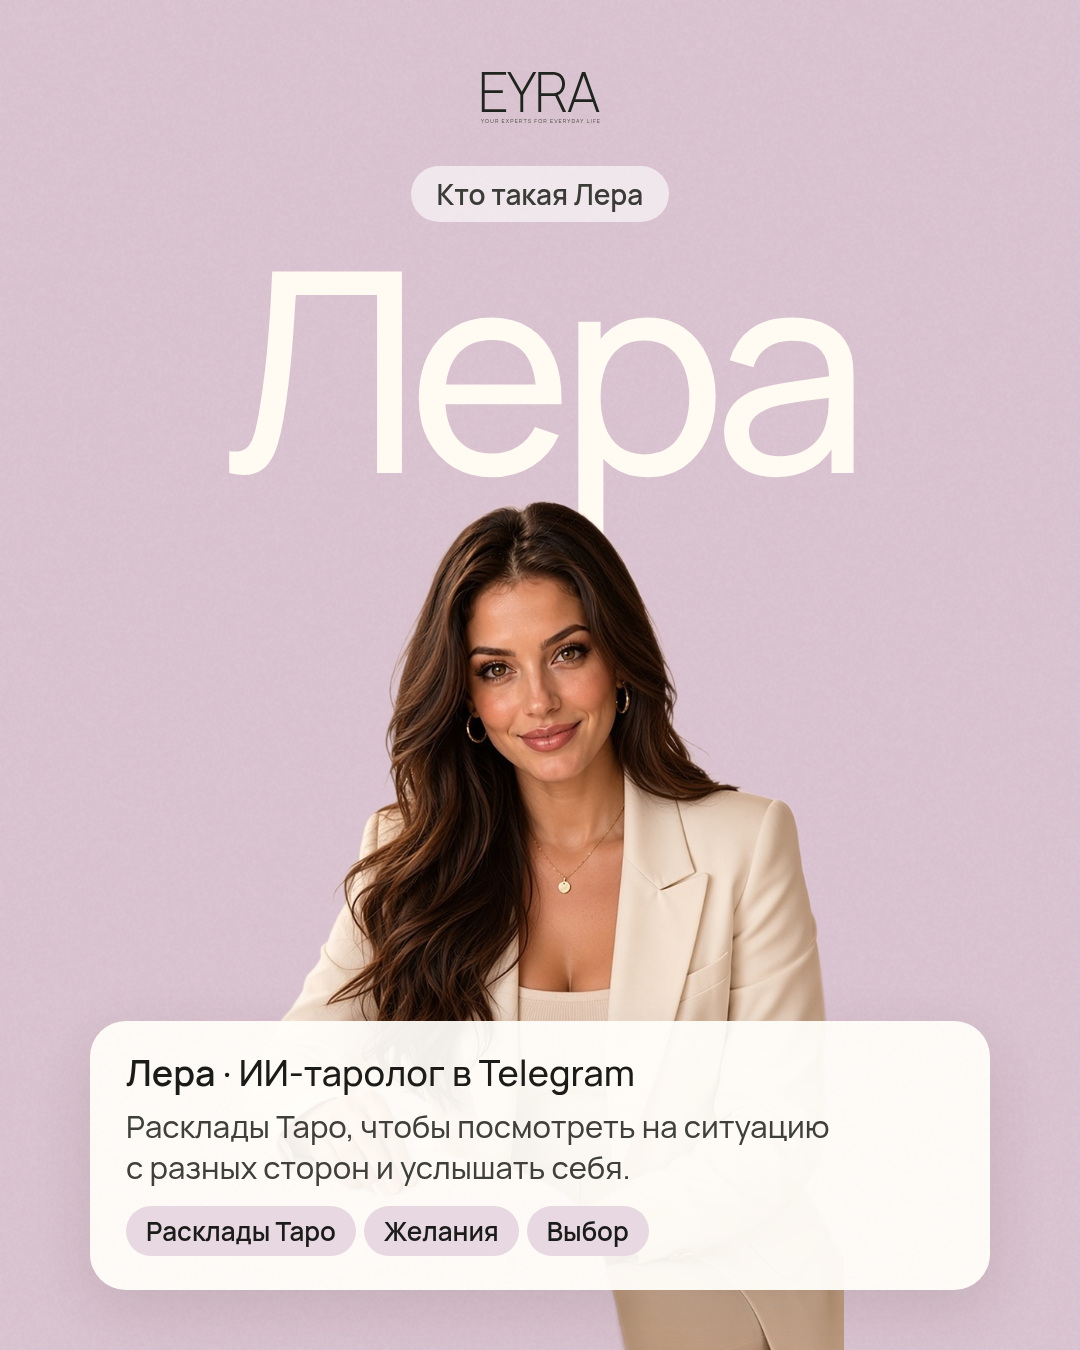 EYRA
YOUR EXPERTS FOR EVERYDAY LIFE
Кто такая Лера
Лера
Лера · ИИ-таролог в Telegram
Расклады Таро, чтобы посмотреть на ситуацию
с разных сторон и услышать себя.
Расклады Таро Желания Выбор